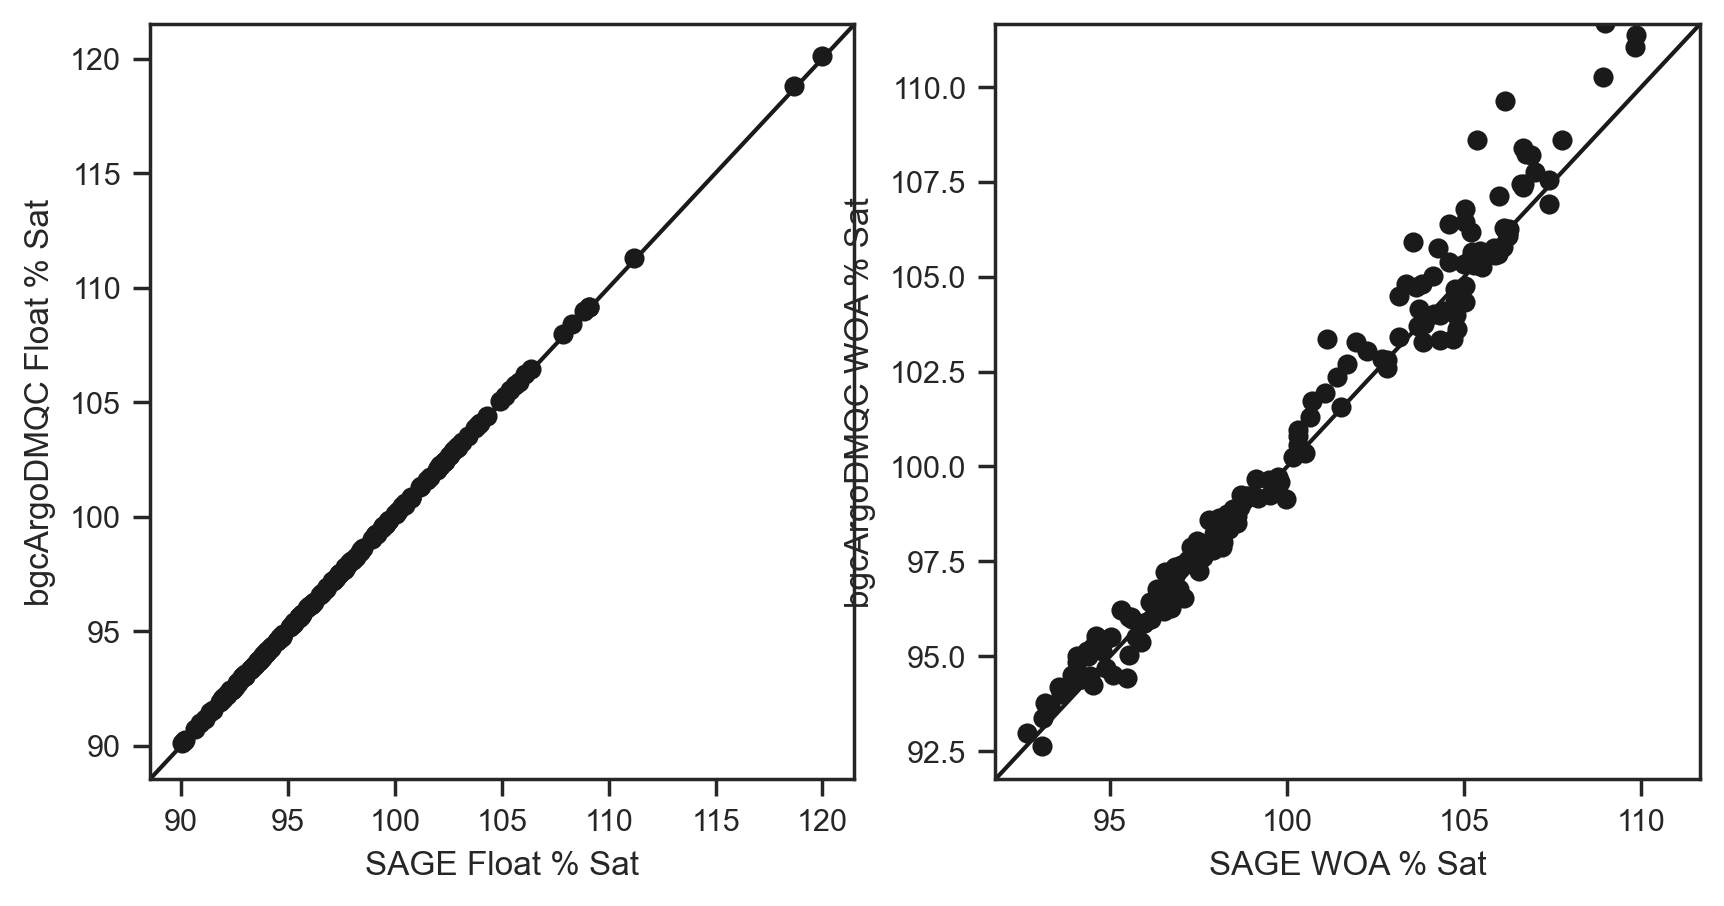 bgcArgoDMQC Float % Sat
120
115
110
105
100
95
90
90 95 100 105 110 115 120
SAGE Float % Sat
bgcArgoDMQC WOA % Sat
110.0
107.5
105.0
102.5
100.0
97.5
95.0
92.5
95 100 105 110
SAGE WOA % Sat